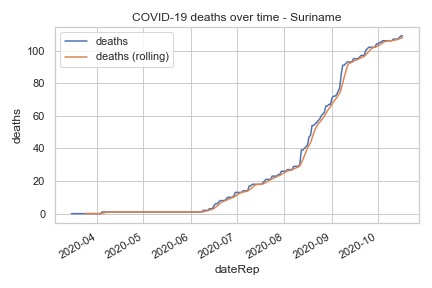 COVID-19 deaths over time - Suriname
deaths
deaths (rolling)
100
80
60
40
20
0
deaths
2020-04
2020-05
2020-06
2020-07
2020-08
2020-09
2020-10
dateRep